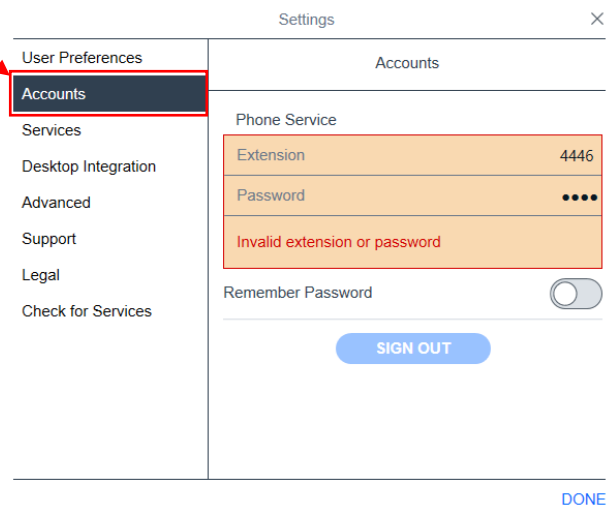 Settings
User Preferences
Accounts
Services
Desktop Integration
Advanced
Support
Legal
Check for Services
Accounts
Phone Service
Extension 4446
Password ●●●●
Invalid extension or password
Remember Password
SIGN OUT
DONE